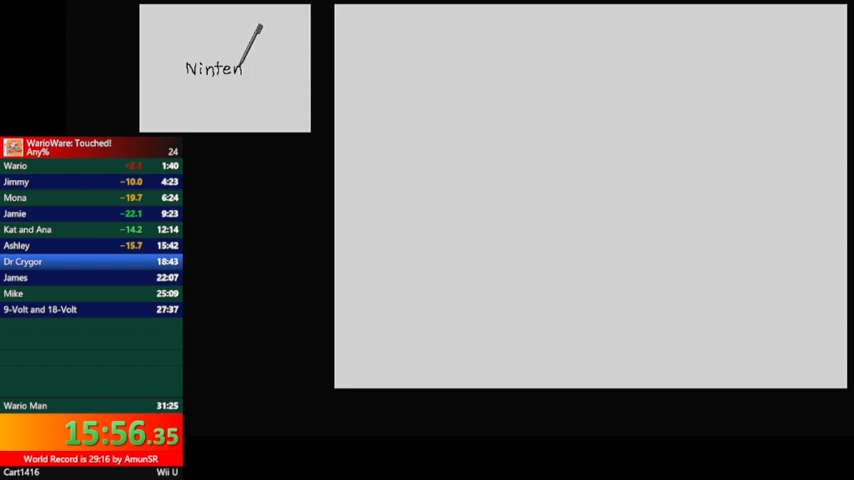 Ninten
WarioWare: Touched!
Any% 24
Wario +2.1 1:40
Jimmy −10.0 4:23
Mona −19.7 6:24
Jamie −22.1 9:23
Kat and Ana −14.2 12:14
Ashley −15.7 15:42
Dr Crygor 18:43
James 22:07
Mike 25:09
9-Volt and 18-Volt 27:37
Wario Man 31:25
15:56.35
World Record is 29:16 by AmunSR
Cart1416 Wii U